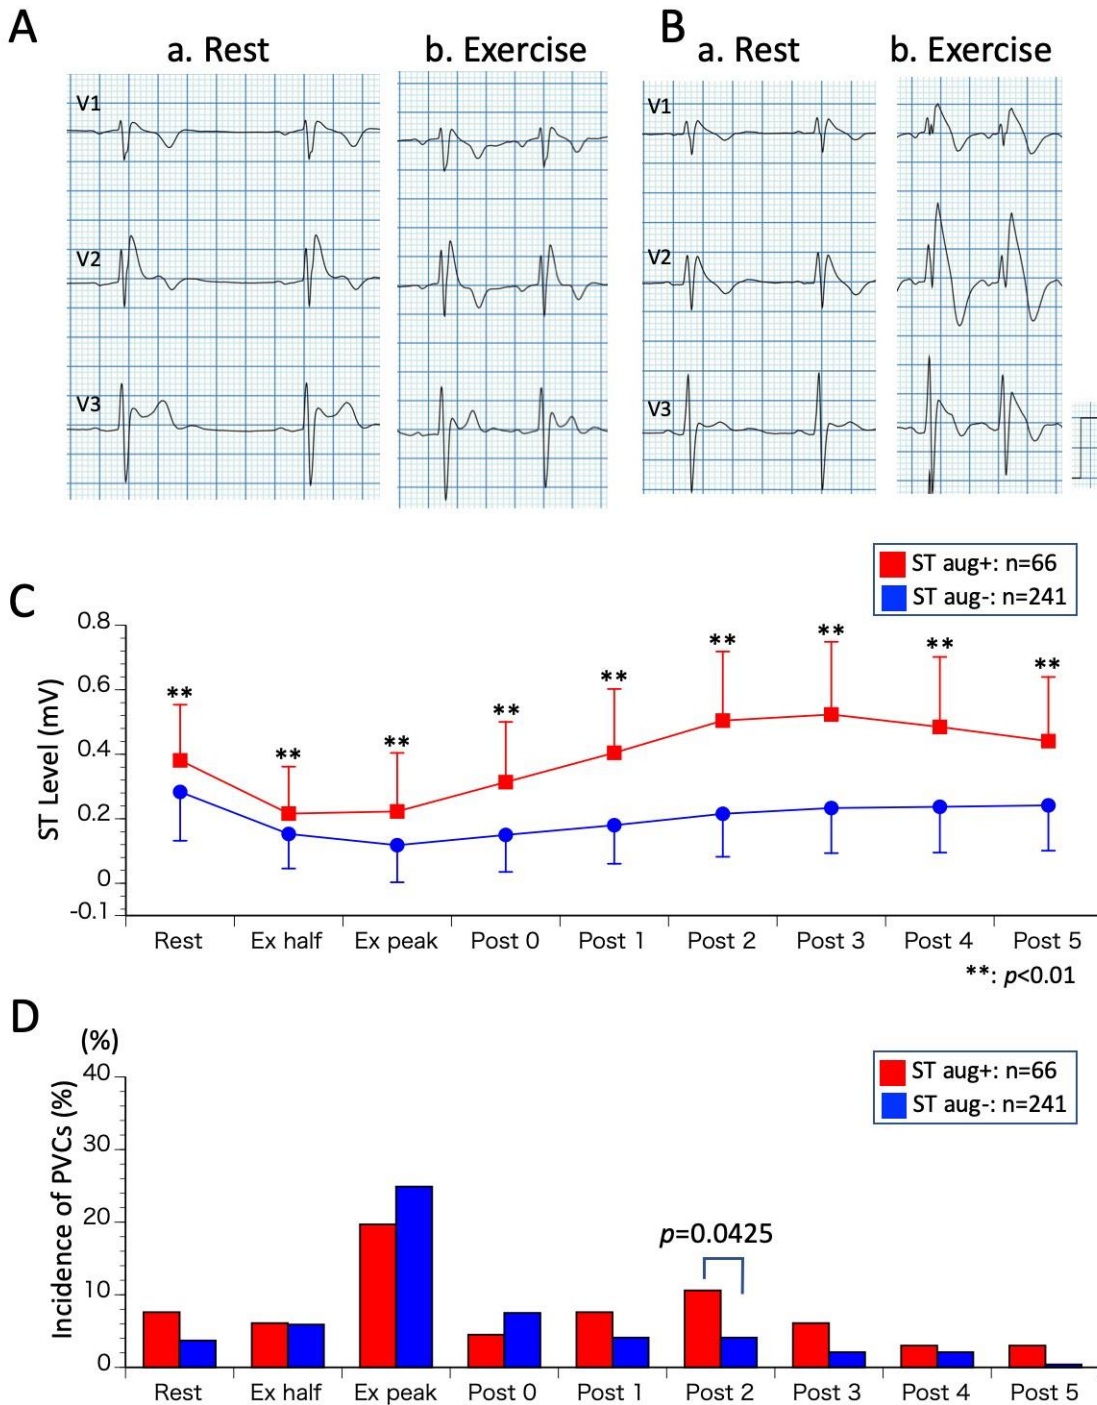 A
a. Rest
b. Exercise
V1
V2
V3
B
a. Rest
b. Exercise
V1
V2
V3
C
ST aug+: n=66
ST aug-: n=241
ST Level (mV)
0.8
0.6
0.4
0.2
0
-0.1
** ** ** ** ** ** ** ** **
Rest Ex half Ex peak Post 0 Post 1 Post 2 Post 3 Post 4 Post 5
**: p<0.01
D
(%)
ST aug+: n=66
ST aug-: n=241
Incidence of PVCs (%)
40
30
20
10
0
p=0.0425
Rest Ex half Ex peak Post 0 Post 1 Post 2 Post 3 Post 4 Post 5